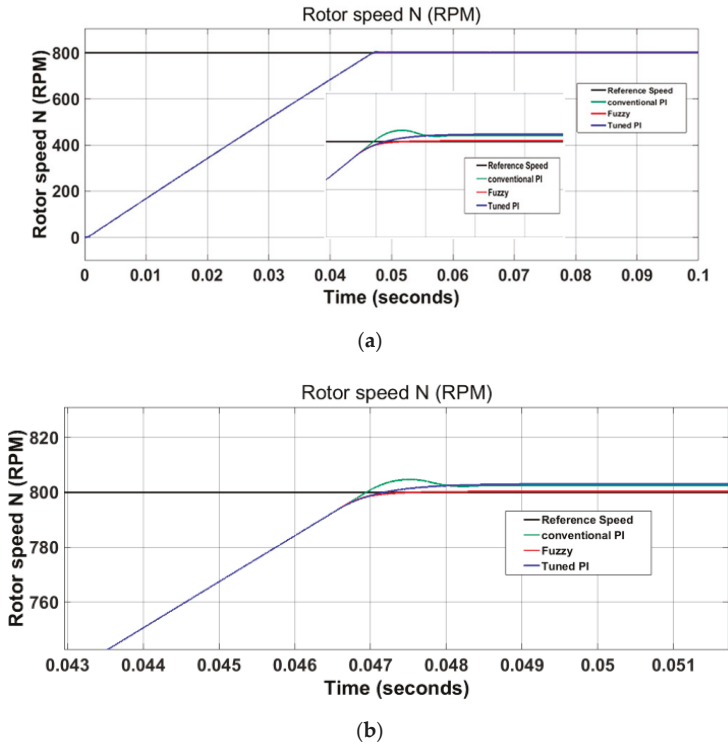 Rotor speed N (RPM)
Rotor speed N (RPM)
800
600
400
200
0
Reference Speed
conventional PI
Fuzzy
Tuned PI
Reference Speed
conventional PI
Fuzzy
Tuned PI
0 0.01 0.02 0.03 0.04 0.05 0.06 0.07 0.08 0.09 0.1
Time (seconds)
(a)
Rotor speed N (RPM)
Rotor speed N (RPM)
820
800
780
760
Reference Speed
conventional PI
Fuzzy
Tuned PI
0.043 0.044 0.045 0.046 0.047 0.048 0.049 0.05 0.051
Time (seconds)
(b)